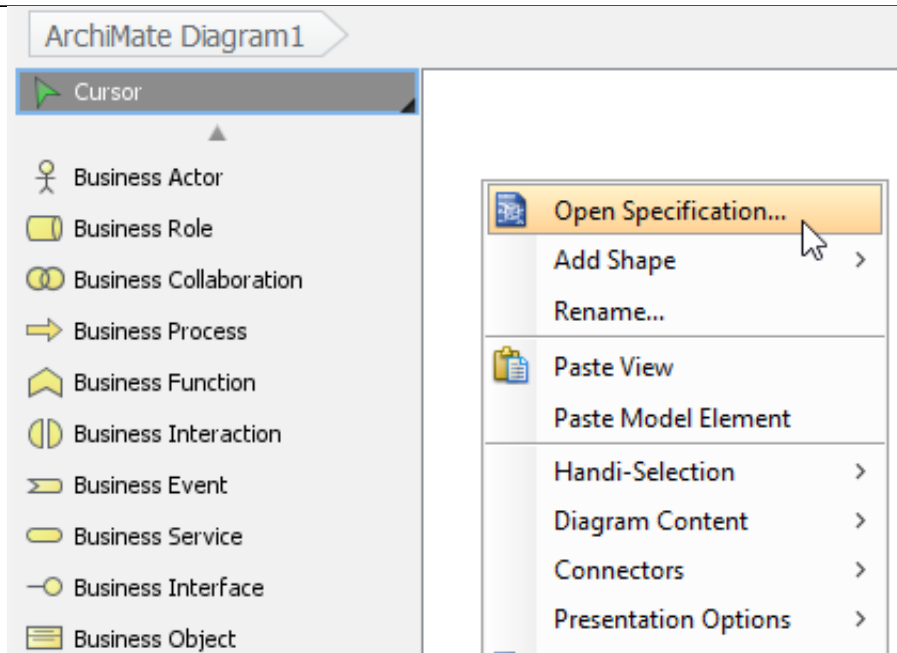 ArchiMate Diagram1
Cursor
Business Actor
Business Role
Business Collaboration
Business Process
Business Function
Business Interaction
Business Event
Business Service
Business Interface
Business Object
Open Specification...
Add Shape
Rename...
Paste View
Paste Model Element
Handi-Selection
Diagram Content
Connectors
Presentation Options